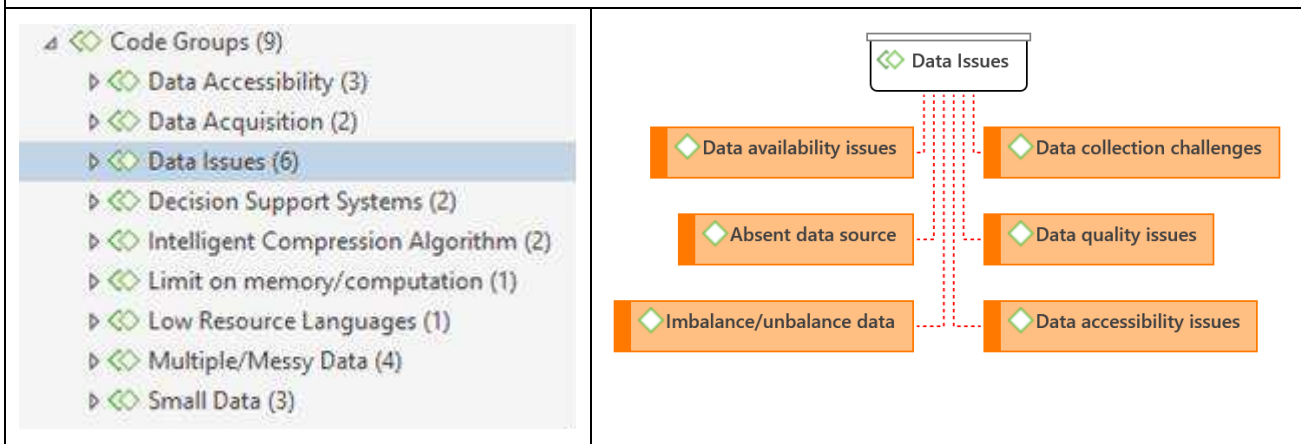 Code Groups (9)
Data Accessibility (3)
Data Acquisition (2)
Data Issues (6)
Decision Support Systems (2)
Intelligent Compression Algorithm (2)
Limit on memory/computation (1)
Low Resource Languages (1)
Multiple/Messy Data (4)
Small Data (3)
Data Issues
Data availability issues
Data collection challenges
Absent data source
Data quality issues
Imbalance/unbalance data
Data accessibility issues